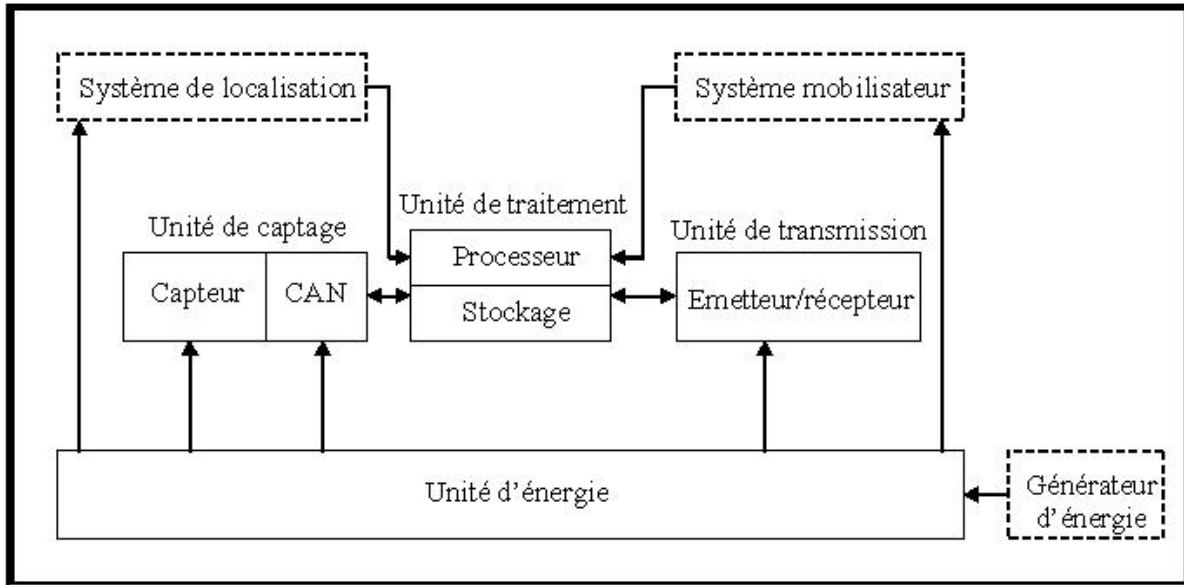 Système de localisation
Système mobilisateur
Unité de traitement
Unité de captage
Unité de transmission
Processeur
Capteur
CAN
Stockage
Emetteur/récepteur
Unité d'énergie
Générateur
d'énergie